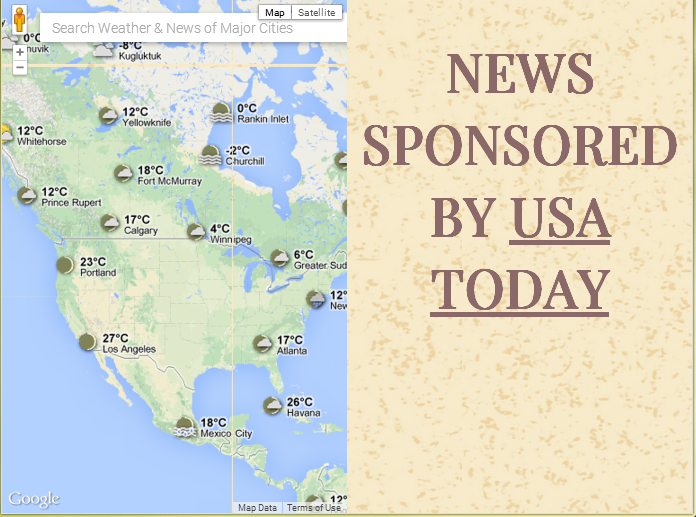 Map
Satellite
Search Weather & News of Major Cities
0°C
nuvik
-8°C
Kugluktuk
+
−
12°C
Yellowknife
0°C
Rankin Inlet
12°C
Whitehorse
-2°C
Churchill
18°C
Fort McMurray
12°C
Prince Rupert
17°C
Calgary
4°C
Winnipeg
6°C
Greater Sud
23°C
Portland
12°
New
27°C
Los Angeles
17°C
Atlanta
26°C
Havana
18°C
Mexico City
12°
Google
Map Data
Terms of Use
NEWS
SPONSORED
BY USA
TODAY